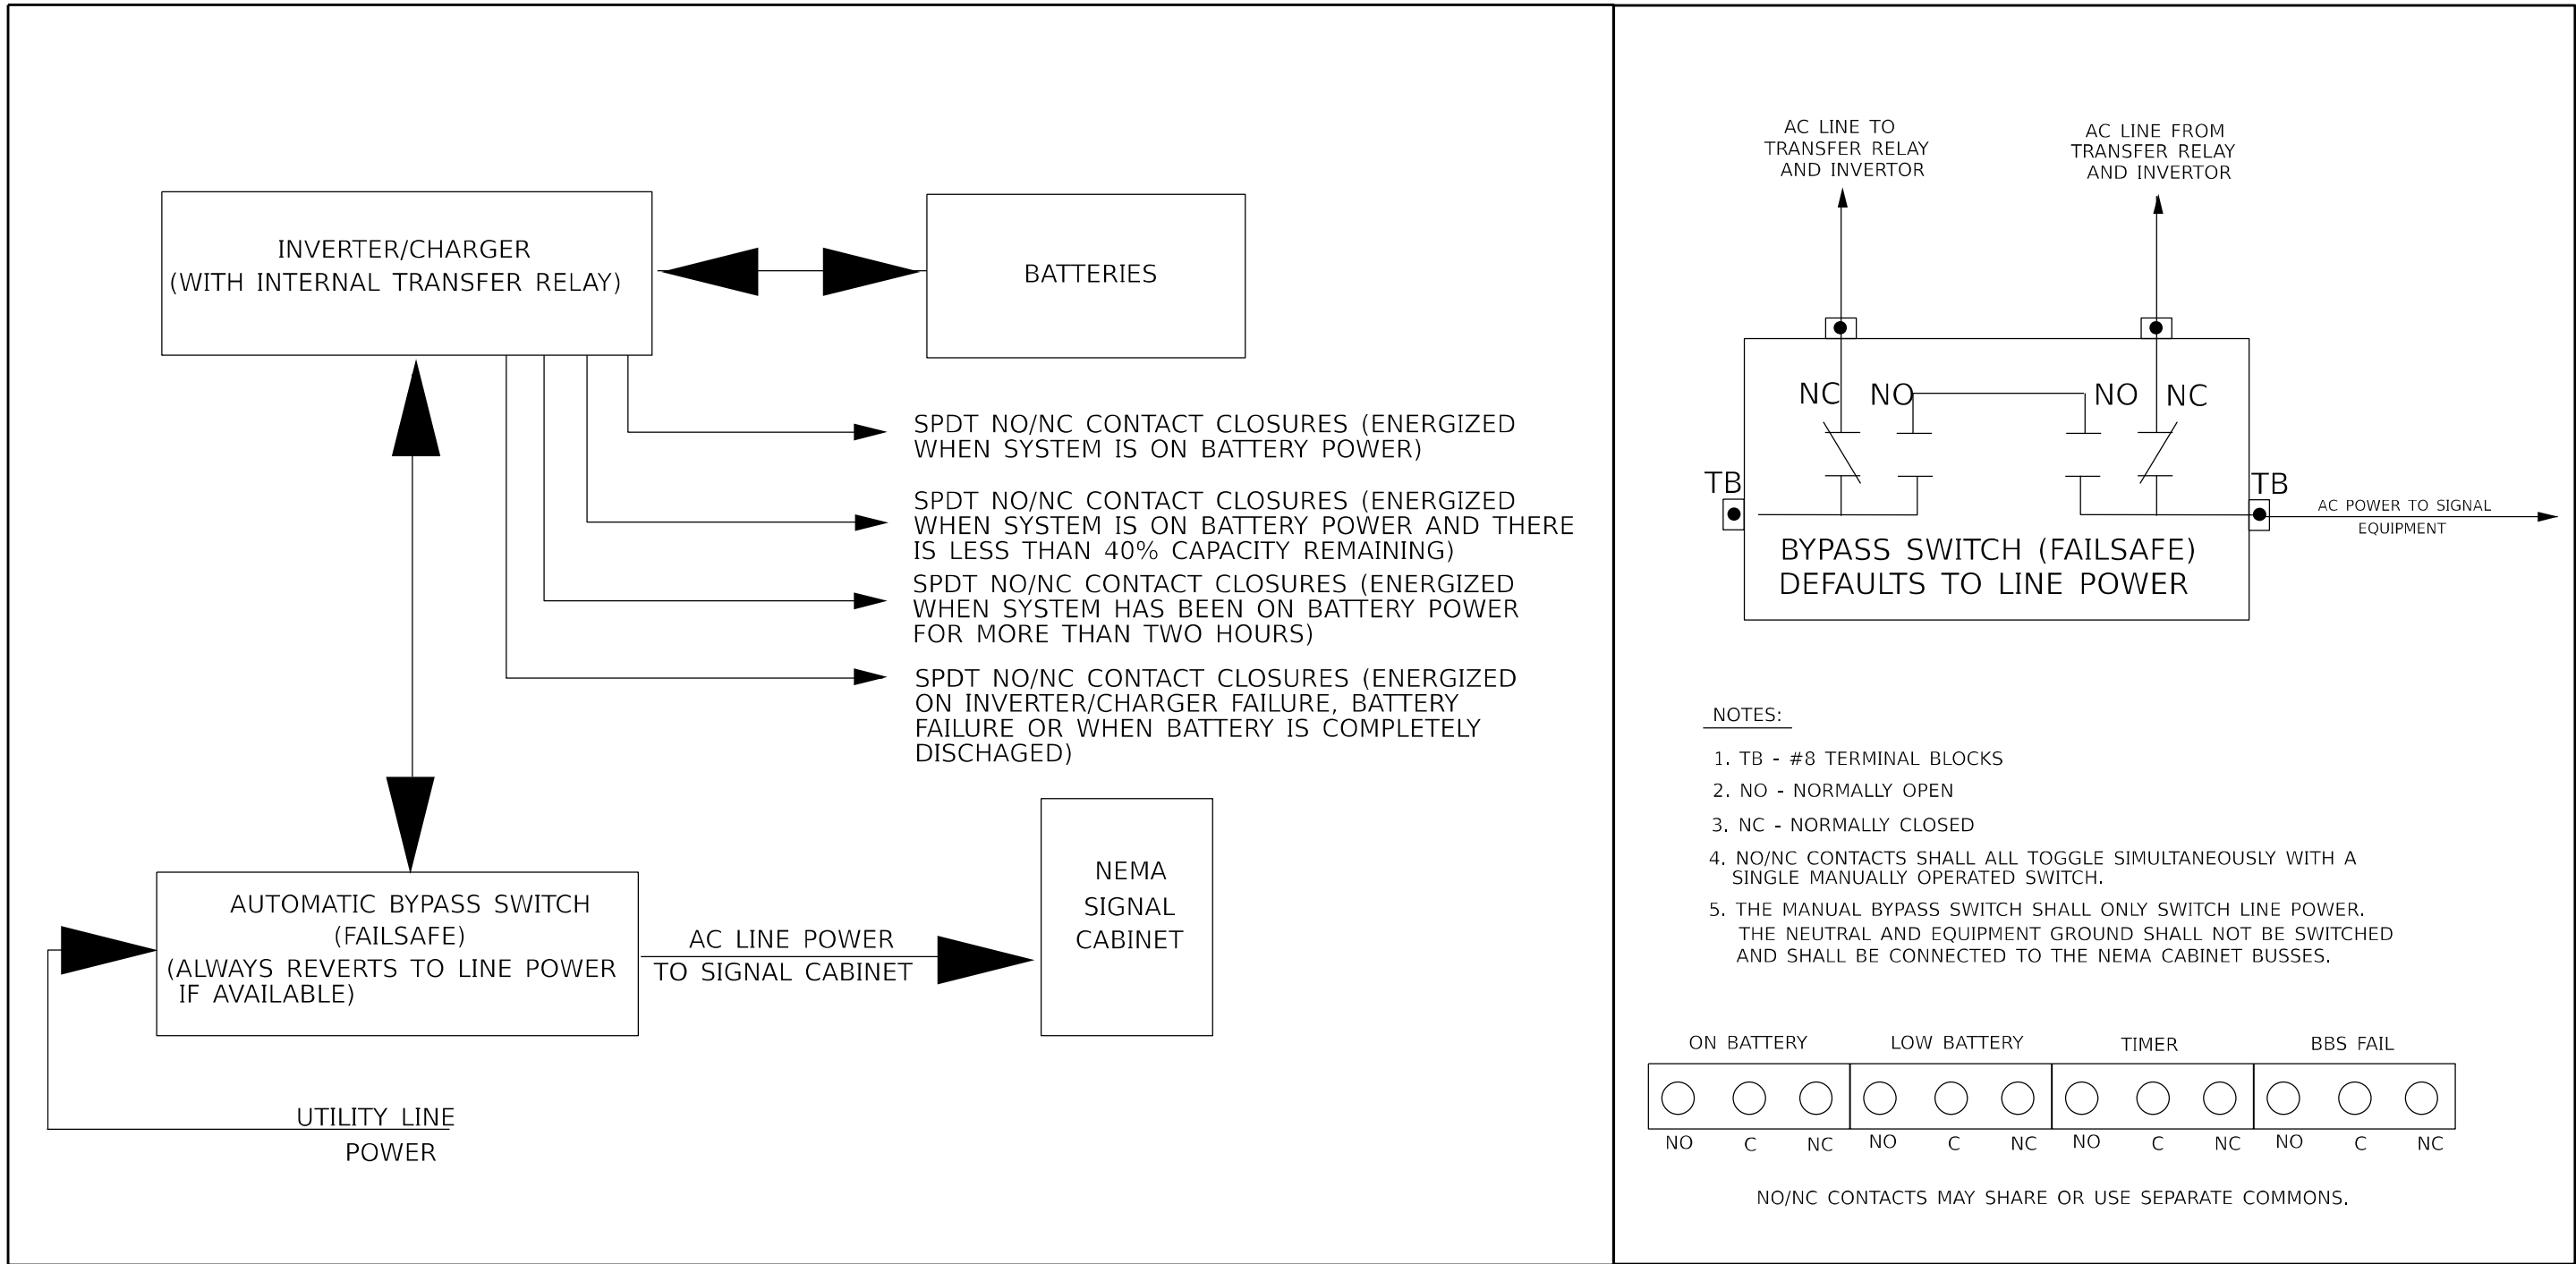 INVERTER/CHARGER
(WITH INTERNAL TRANSFER RELAY)
BATTERIES
SPDT NO/NC CONTACT CLOSURES (ENERGIZED
WHEN SYSTEM IS ON BATTERY POWER)
SPDT NO/NC CONTACT CLOSURES (ENERGIZED
WHEN SYSTEM IS ON BATTERY POWER AND THERE
IS LESS THAN 40% CAPACITY REMAINING)
SPDT NO/NC CONTACT CLOSURES (ENERGIZED
WHEN SYSTEM HAS BEEN ON BATTERY POWER
FOR MORE THAN TWO HOURS)
SPDT NO/NC CONTACT CLOSURES (ENERGIZED
ON INVERTER/CHARGER FAILURE, BATTERY
FAILURE OR WHEN BATTERY IS COMPLETELY
DISCHAGED)
AUTOMATIC BYPASS SWITCH
(FAILSAFE)
(ALWAYS REVERTS TO LINE POWER
IF AVAILABLE)
AC LINE POWER
TO SIGNAL CABINET
NEMA
SIGNAL
CABINET
UTILITY LINE
POWER
AC LINE TO
TRANSFER RELAY
AND INVERTOR
AC LINE FROM
TRANSFER RELAY
AND INVERTOR
NC NO NO NC
TB TB
AC POWER TO SIGNAL
EQUIPMENT
BYPASS SWITCH (FAILSAFE)
DEFAULTS TO LINE POWER
NOTES:
1. TB - #8 TERMINAL BLOCKS
2. NO - NORMALLY OPEN
3. NC - NORMALLY CLOSED
4. NO/NC CONTACTS SHALL ALL TOGGLE SIMULTANEOUSLY WITH A
SINGLE MANUALLY OPERATED SWITCH.
5. THE MANUAL BYPASS SWITCH SHALL ONLY SWITCH LINE POWER.
THE NEUTRAL AND EQUIPMENT GROUND SHALL NOT BE SWITCHED
AND SHALL BE CONNECTED TO THE NEMA CABINET BUSSES.
ON BATTERY LOW BATTERY TIMER BBS FAIL
NO C NC NO C NC NO C NC NO C NC
NO/NC CONTACTS MAY SHARE OR USE SEPARATE COMMONS.